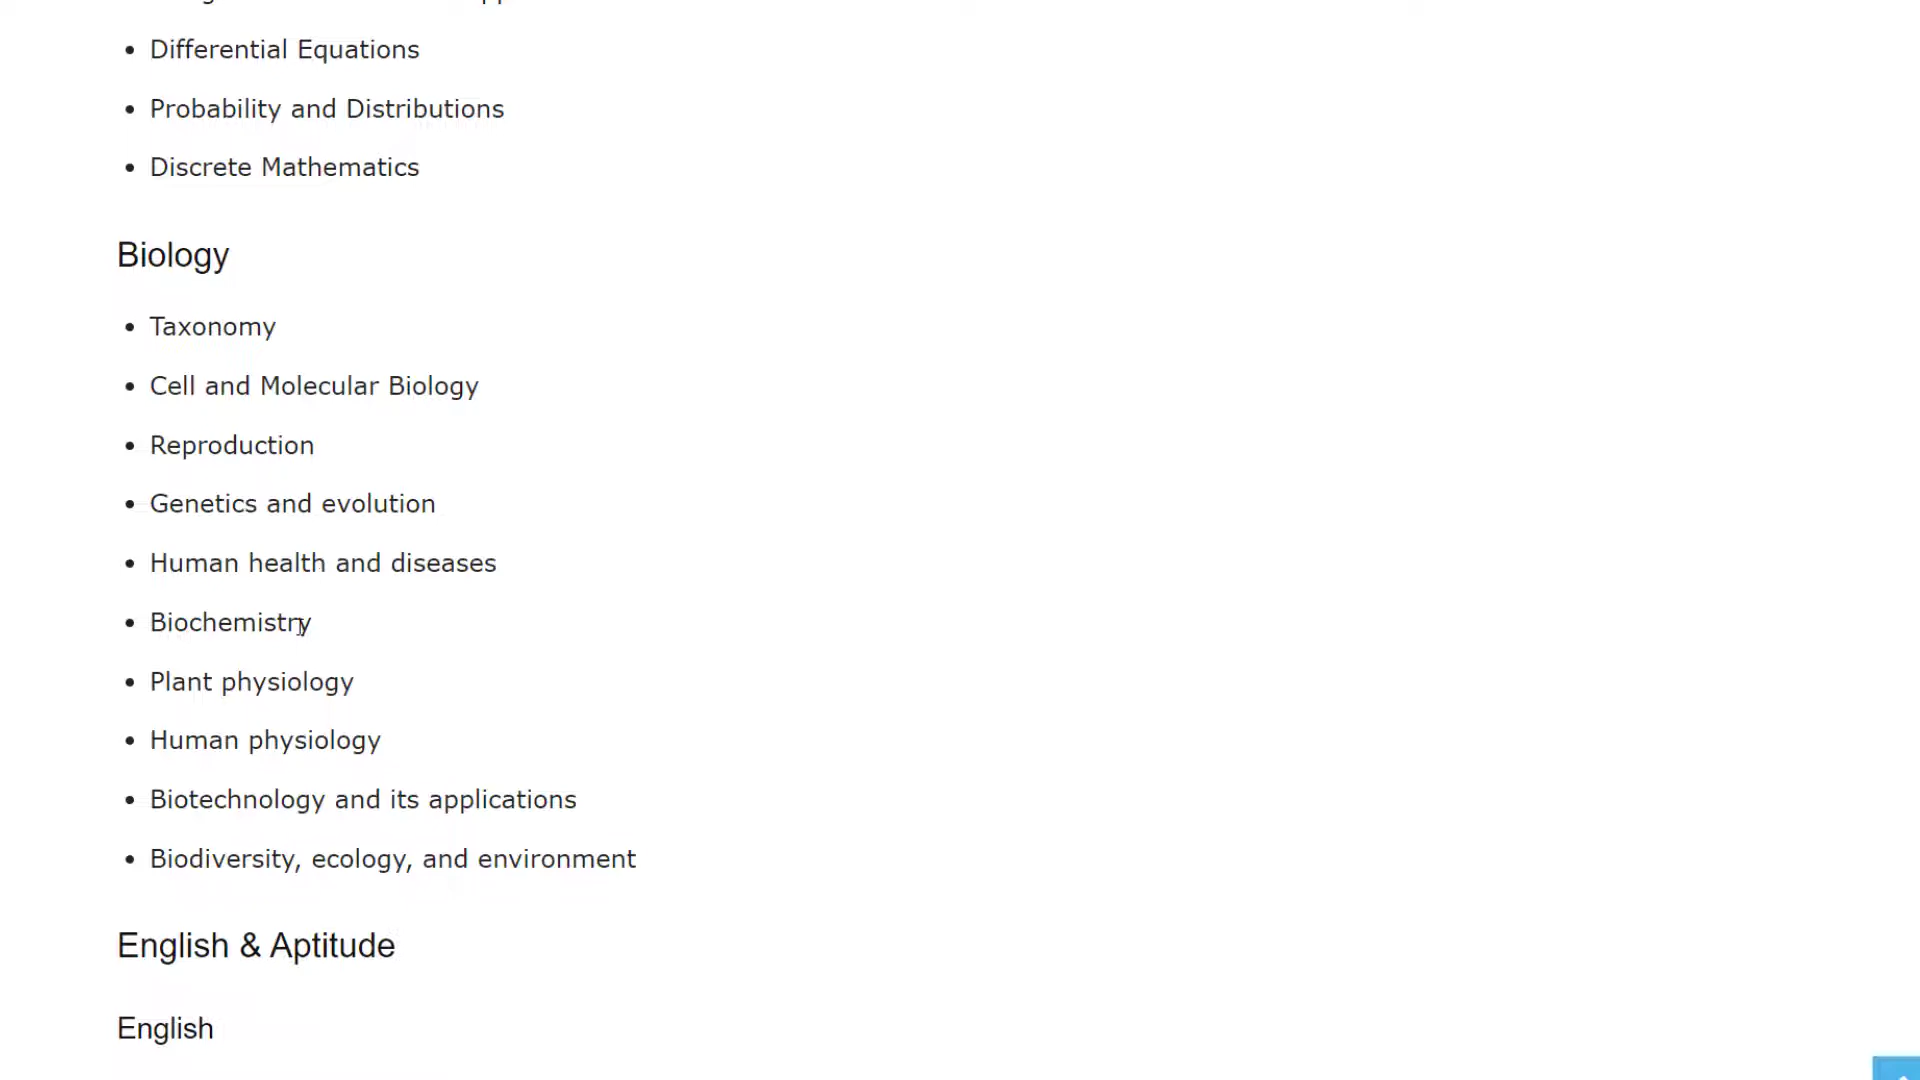 Differential Equations
Probability and Distributions
Discrete Mathematics
Biology
Taxonomy
Cell and Molecular Biology
Reproduction
Genetics and evolution
Human health and diseases
Biochemistry
Plant physiology
Human physiology
Biotechnology and its applications
Biodiversity, ecology, and environment
English & Aptitude
English